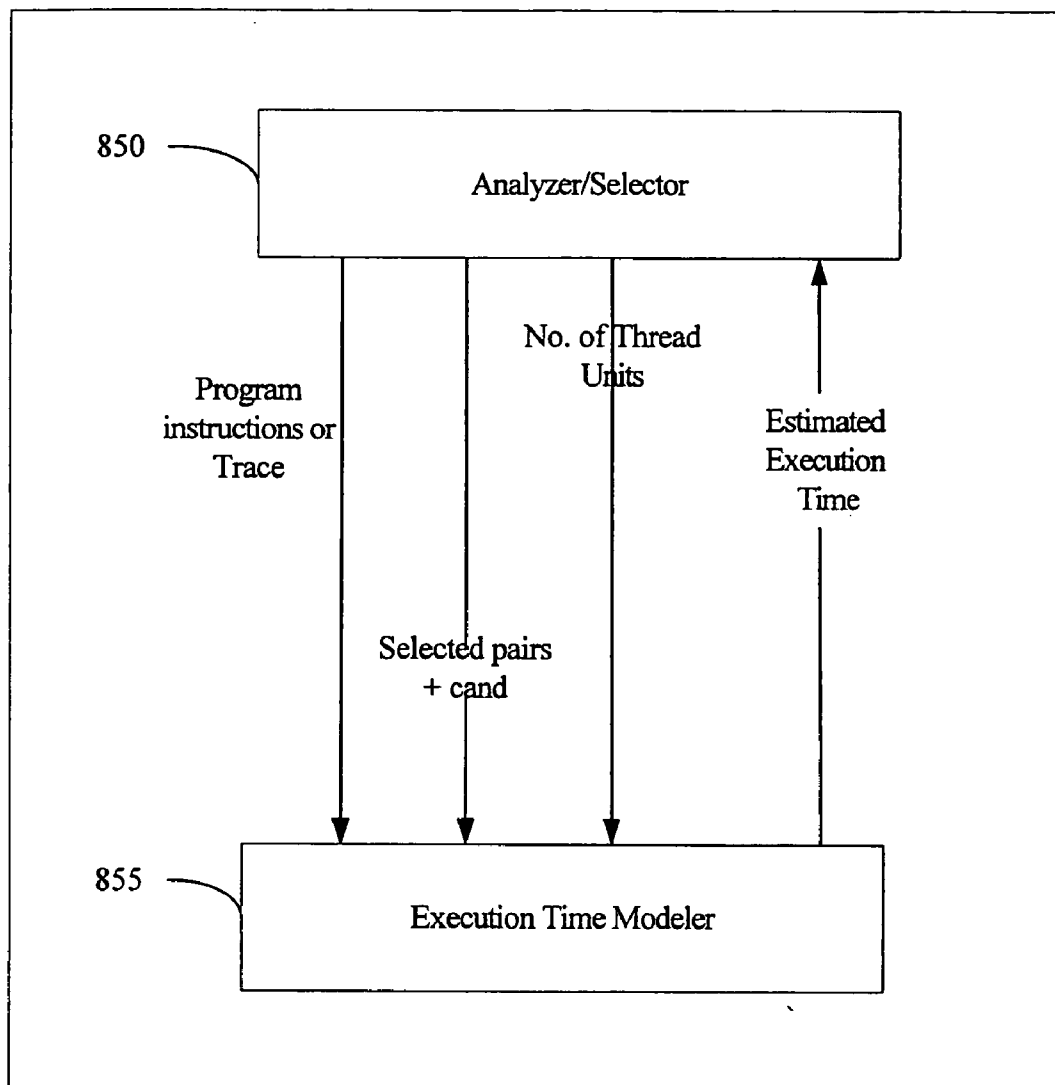 850
Analyzer/Selector
No. of Thread
Units
Program
instructions or
Trace
Estimated
Execution
Time
Selected pairs
+ cand
855
Execution Time Modeler